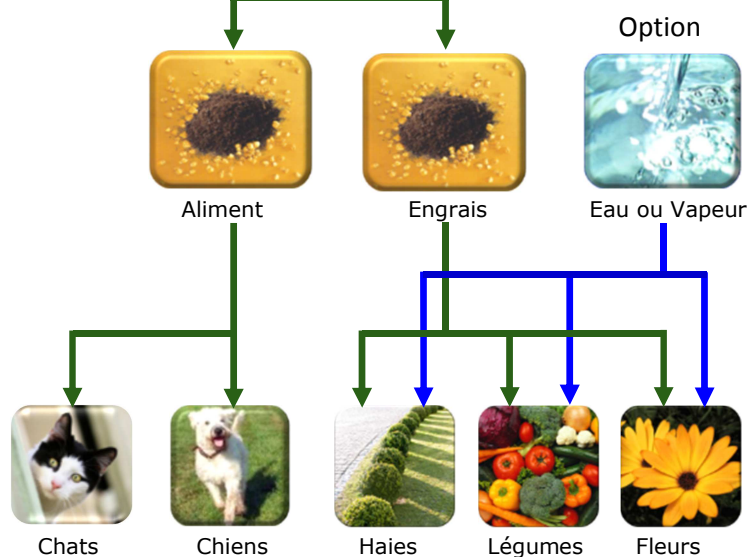 Option
Aliment
Engrais
Eau ou Vapeur
Chats
Chiens
Haies
Légumes
Fleurs